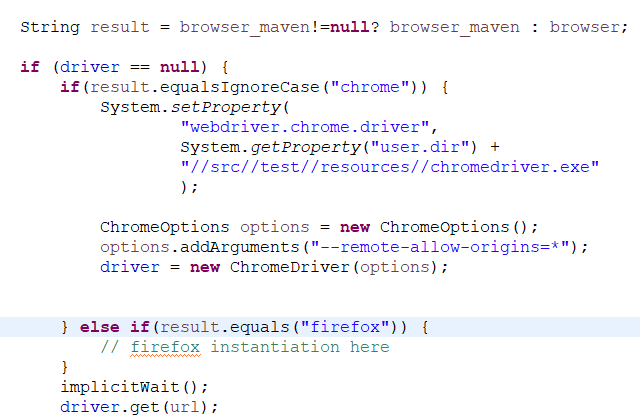 String result = browser_maven!=null? browser_maven : browser;
if (driver == null) {
if(result.equalsIgnoreCase("chrome")) {
System.setProperty(
"webdriver.chrome.driver",
System.getProperty("user.dir") +
"//src//test//resources//chromedriver.exe"
);
ChromeOptions options = new ChromeOptions();
options.addArguments("--remote-allow-origins=*");
driver = new ChromeDriver(options);
} else if(result.equals("firefox")) {
// firefox instantiation here
}
implicitWait();
driver.get(url);